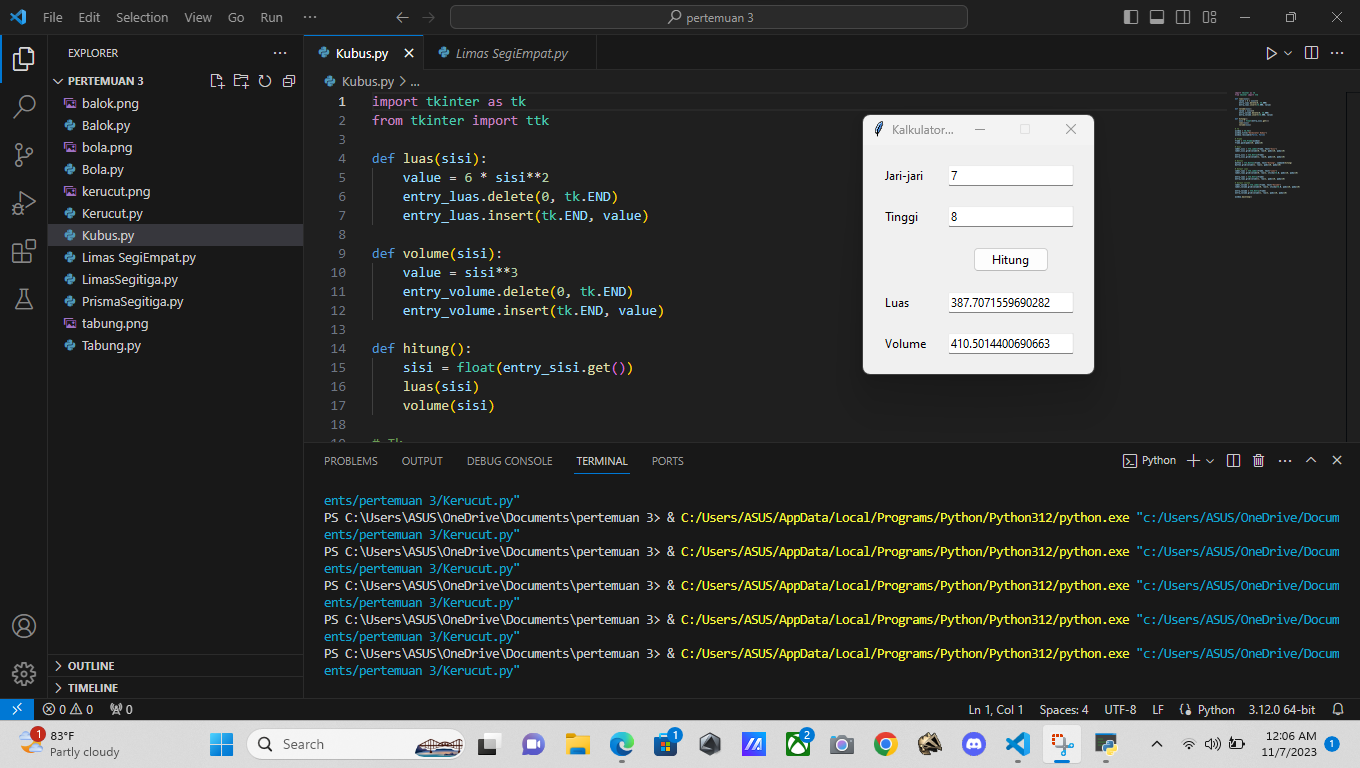 File Edit Selection View Go Run ···
pertemuan 3
EXPLORER
PERTEMUAN 3
balok.png
Balok.py
bola.png
Bola.py
kerucut.png
Kerucut.py
Kubus.py
Limas SegiEmpat.py
LimasSegitiga.py
PrismaSegitiga.py
tabung.png
Tabung.py
OUTLINE
TIMELINE
Kubus.py Limas SegiEmpat.py
Kubus.py > ...
1 import tkinter as tk
2 from tkinter import ttk
3
4 def luas(sisi):
5 value = 6 * sisi**2
6 entry_luas.delete(0, tk.END)
7 entry_luas.insert(tk.END, value)
8
9 def volume(sisi):
10 value = sisi**3
11 entry_volume.delete(0, tk.END)
12 entry_volume.insert(tk.END, value)
13
14 def hitung():
15 sisi = float(entry_sisi.get())
16 luas(sisi)
17 volume(sisi)
18
Kalkulator...
Jari-jari 7
Tinggi 8
Hitung
Luas 387.7071559690282
Volume 410.5014400690663
PROBLEMS OUTPUT DEBUG CONSOLE TERMINAL PORTS
Python
ents/pertemuan 3/Kerucut.py"
PS C:\Users\ASUS\OneDrive\Documents\pertemuan 3> & C:/Users/ASUS/AppData/Local/Programs/Python/Python312/python.exe "c:/Users/ASUS/OneDrive/Docum
ents/pertemuan 3/Kerucut.py"
PS C:\Users\ASUS\OneDrive\Documents\pertemuan 3> & C:/Users/ASUS/AppData/Local/Programs/Python/Python312/python.exe "c:/Users/ASUS/OneDrive/Docum
ents/pertemuan 3/Kerucut.py"
PS C:\Users\ASUS\OneDrive\Documents\pertemuan 3> & C:/Users/ASUS/AppData/Local/Programs/Python/Python312/python.exe "c:/Users/ASUS/OneDrive/Docum
ents/pertemuan 3/Kerucut.py"
PS C:\Users\ASUS\OneDrive\Documents\pertemuan 3> & C:/Users/ASUS/AppData/Local/Programs/Python/Python312/python.exe "c:/Users/ASUS/OneDrive/Docum
ents/pertemuan 3/Kerucut.py"
PS C:\Users\ASUS\OneDrive\Documents\pertemuan 3> & C:/Users/ASUS/AppData/Local/Programs/Python/Python312/python.exe "c:/Users/ASUS/OneDrive/Docum
ents/pertemuan 3/Kerucut.py"
0 0 0
Ln 1, Col 1 Spaces: 4 UTF-8 LF Python 3.12.0 64-bit
1
83°F
Partly cloudy
Search
1
2
12:06 AM
11/7/2023
1